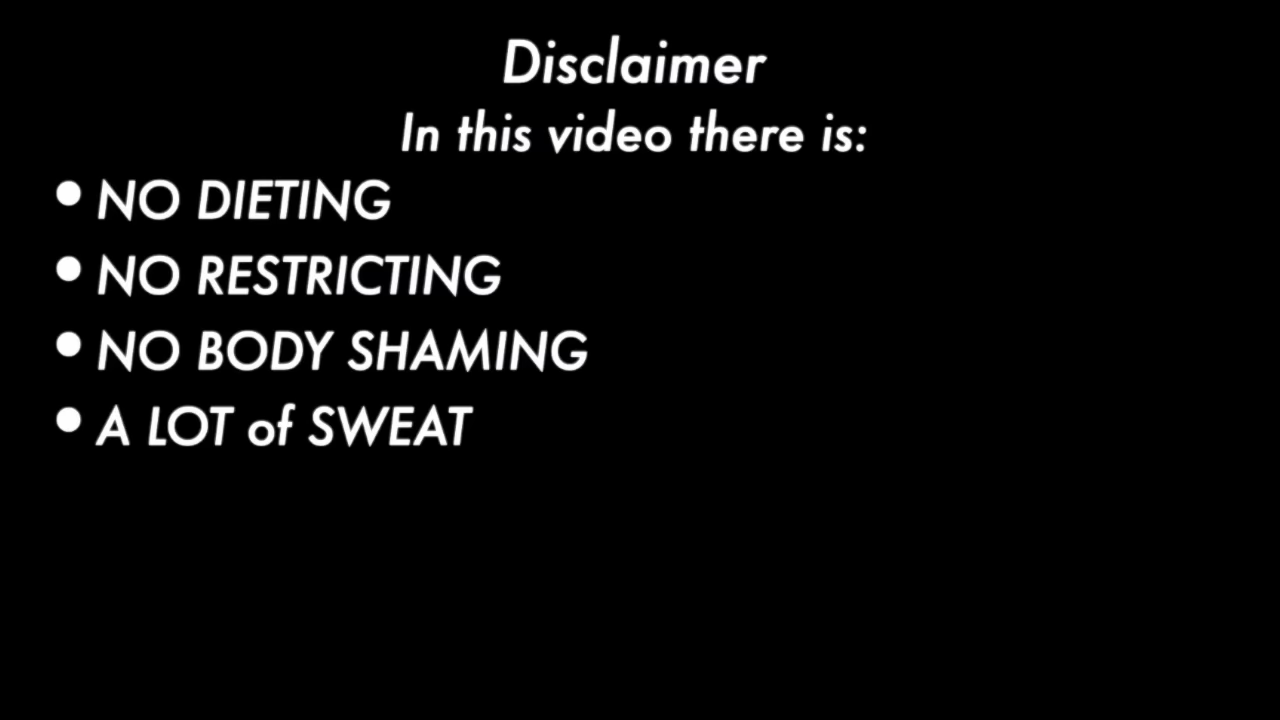 Disclaimer
In this video there is:
• NO DIETING
• NO RESTRICTING
• NO BODY SHAMING
• A LOT of SWEAT